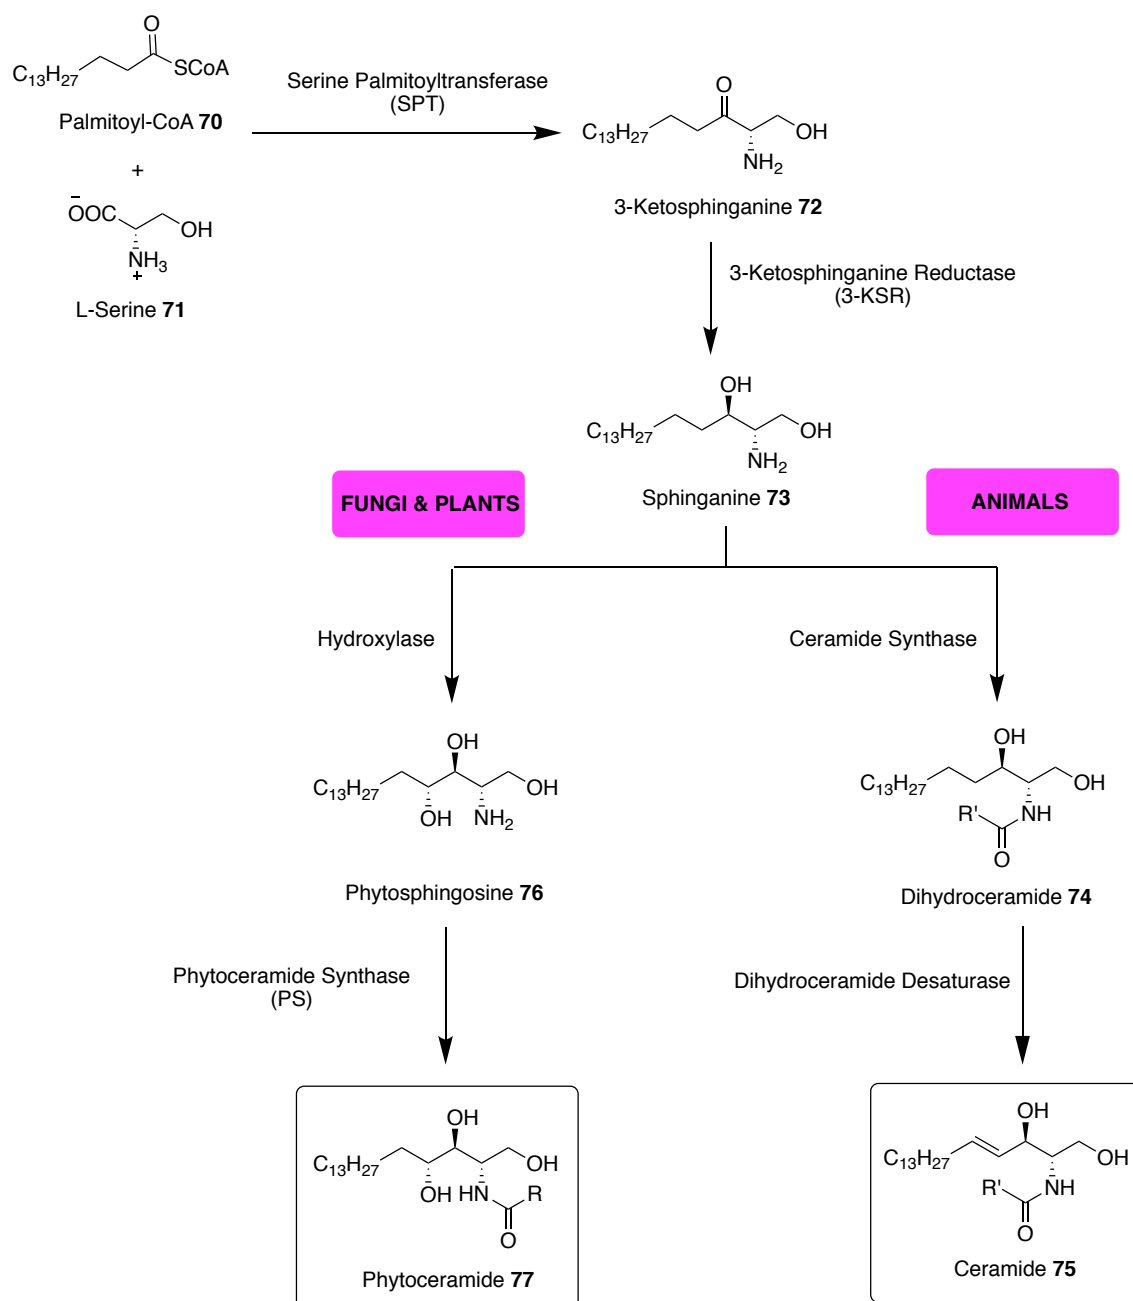 O
C13H27
SCoA
Palmitoyl-CoA 70
+
−
OOC
OH
NH3
+
L-Serine 71
Serine Palmitoyltransferase
(SPT)
O
C13H27
OH
NH2
3-Ketosphinganine 72
3-Ketosphinganine Reductase
(3-KSR)
OH
C13H27
OH
NH2
Sphinganine 73
FUNGI & PLANTS
ANIMALS
Hydroxylase
Ceramide Synthase
OH
C13H27
OH
OH
NH2
Phytosphingosine 76
OH
C13H27
OH
R'
NH
O
Dihydroceramide 74
Phytoceramide Synthase
(PS)
Dihydroceramide Desaturase
OH
C13H27
OH
OH
HN
R
O
Phytoceramide 77
OH
C13H27
OH
R'
NH
O
Ceramide 75